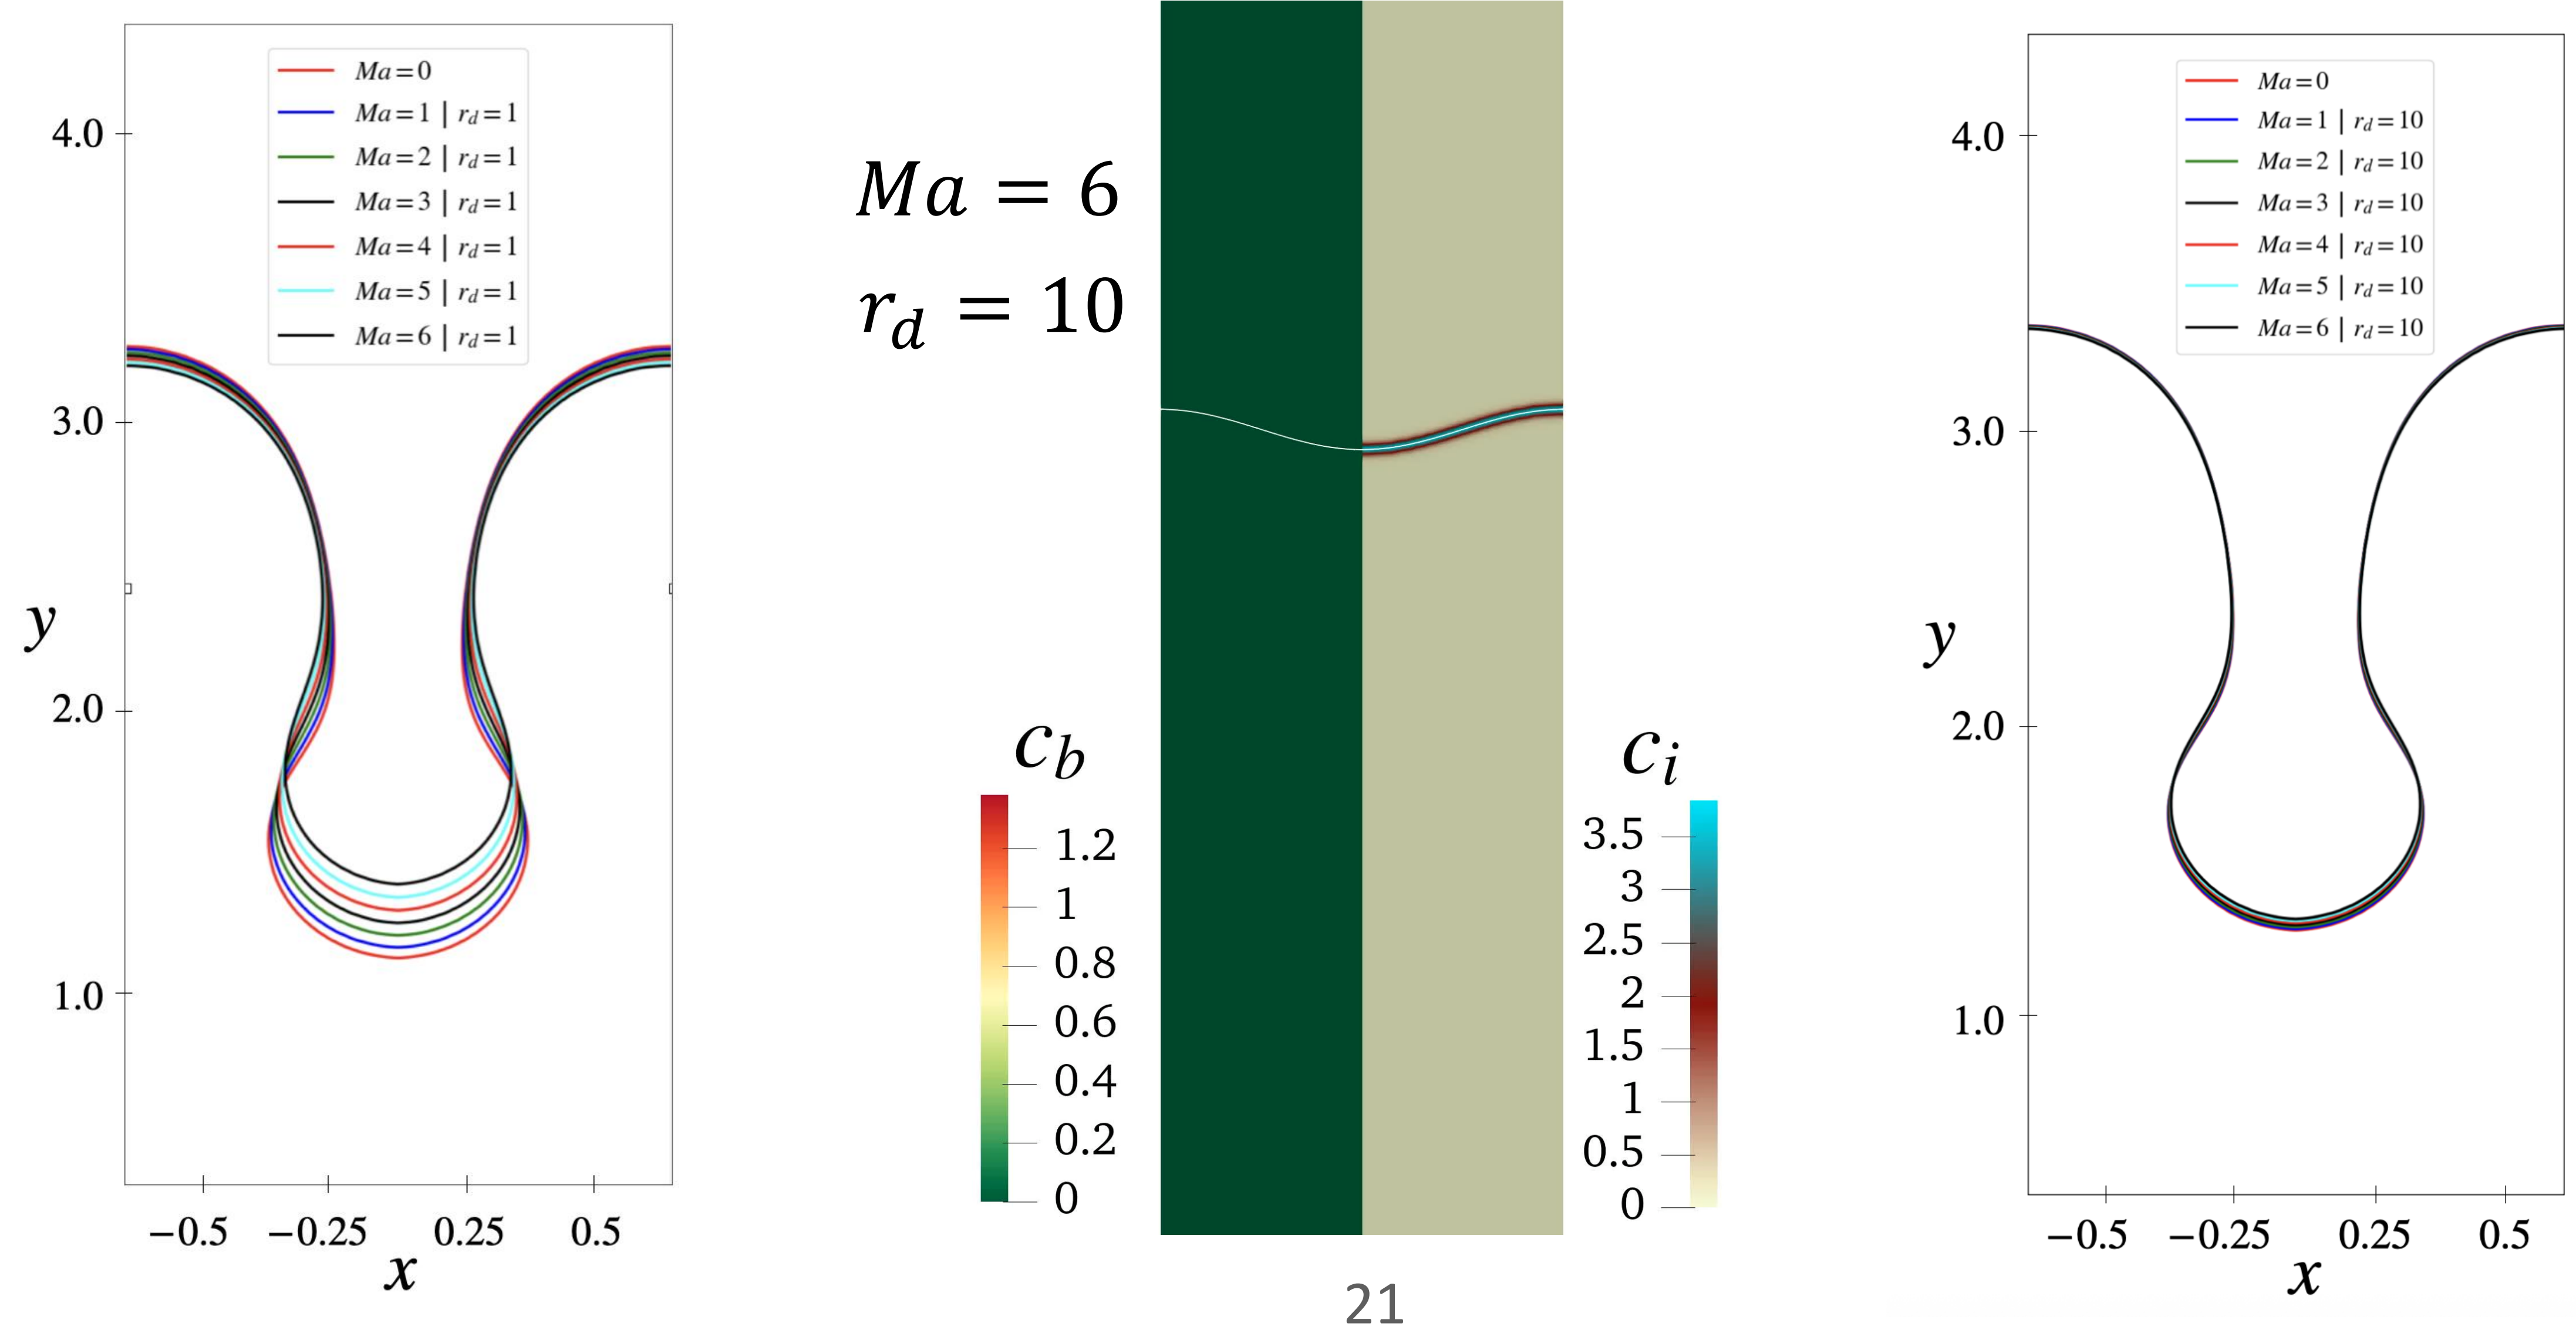 Ma = 0
Ma = 1 | r_d = 1
Ma = 2 | r_d = 1
Ma = 3 | r_d = 1
Ma = 4 | r_d = 1
Ma = 5 | r_d = 1
Ma = 6 | r_d = 1
4.0
3.0
2.0
1.0
y
−0.5 −0.25 0.25 0.5
x
Ma = 6
r_d = 10
c_b
1.2
1
0.8
0.6
0.4
0.2
0
c_i
3.5
3
2.5
2
1.5
1
0.5
0
Ma = 0
Ma = 1 | r_d = 10
Ma = 2 | r_d = 10
Ma = 3 | r_d = 10
Ma = 4 | r_d = 10
Ma = 5 | r_d = 10
Ma = 6 | r_d = 10
4.0
3.0
2.0
1.0
y
−0.5 −0.25 0.25 0.5
x
21